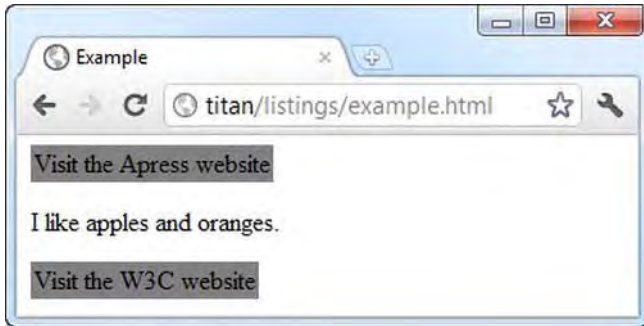 Example
titan/listings/example.html
Visit the Apress website
I like apples and oranges.
Visit the W3C website